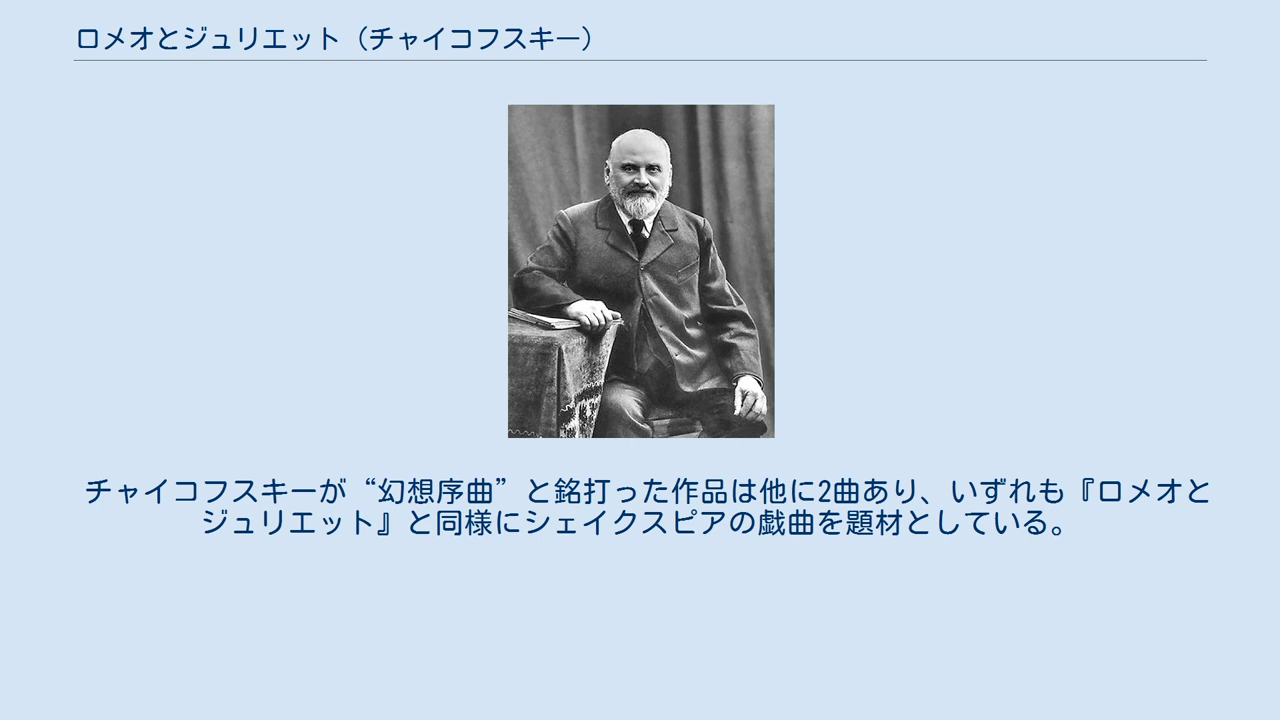 ロメオとジュリエット（チャイコフスキー）
チャイコフスキーが“幻想序曲”と銘打った作品は他に2曲あり、いずれも『ロメオと
ジュリエット』と同様にシェイクスピアの戯曲を題材としている。